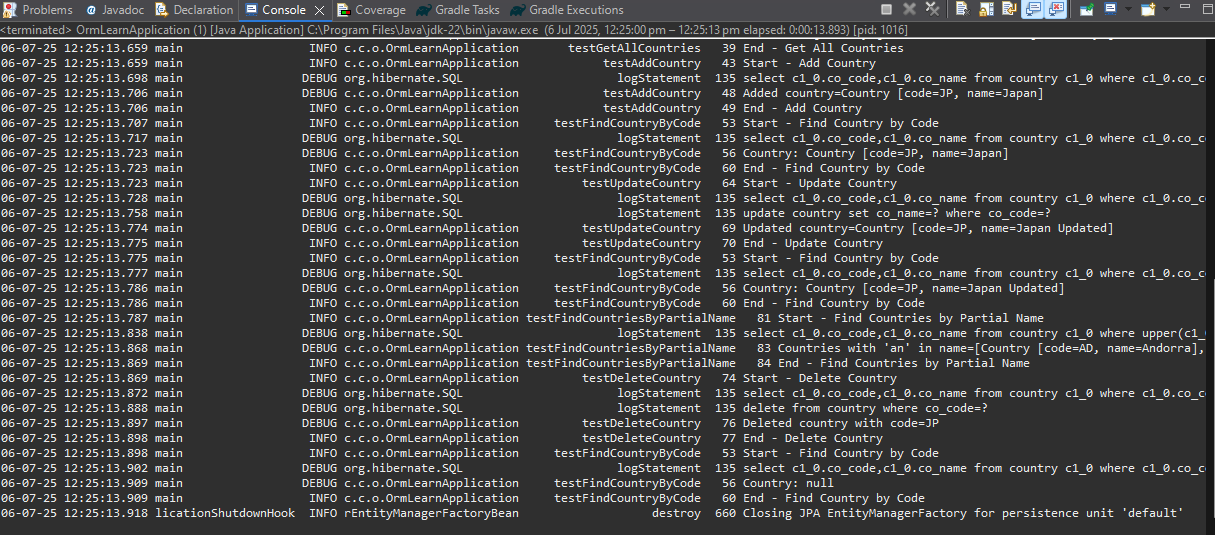 Problems Javadoc Declaration Console Coverage Gradle Tasks Gradle Executions
<terminated> OrmLearnApplication (1) [Java Application] C:\Program Files\Java\jdk-22\bin\javaw.exe (6 Jul 2025, 12:25:00 pm – 12:25:13 pm elapsed: 0:00:13.893) [pid: 1016]
06-07-25 12:25:13.659 main INFO c.c.o.OrmLearnApplication testGetAllCountries 39 End - Get All Countries
06-07-25 12:25:13.659 main INFO c.c.o.OrmLearnApplication testAddCountry 43 Start - Add Country
06-07-25 12:25:13.698 main DEBUG org.hibernate.SQL logStatement 135 select c1_0.co_code,c1_0.co_name from country c1_0 where c1_0.co_c
06-07-25 12:25:13.706 main DEBUG c.c.o.OrmLearnApplication testAddCountry 48 Added country=Country [code=JP, name=Japan]
06-07-25 12:25:13.706 main INFO c.c.o.OrmLearnApplication testAddCountry 49 End - Add Country
06-07-25 12:25:13.707 main INFO c.c.o.OrmLearnApplication testFindCountryByCode 53 Start - Find Country by Code
06-07-25 12:25:13.717 main DEBUG org.hibernate.SQL logStatement 135 select c1_0.co_code,c1_0.co_name from country c1_0 where c1_0.co_c
06-07-25 12:25:13.723 main DEBUG c.c.o.OrmLearnApplication testFindCountryByCode 56 Country: Country [code=JP, name=Japan]
06-07-25 12:25:13.723 main INFO c.c.o.OrmLearnApplication testFindCountryByCode 60 End - Find Country by Code
06-07-25 12:25:13.723 main INFO c.c.o.OrmLearnApplication testUpdateCountry 64 Start - Update Country
06-07-25 12:25:13.728 main DEBUG org.hibernate.SQL logStatement 135 select c1_0.co_code,c1_0.co_name from country c1_0 where c1_0.co_c
06-07-25 12:25:13.758 main DEBUG org.hibernate.SQL logStatement 135 update country set co_name=? where co_code=?
06-07-25 12:25:13.774 main DEBUG c.c.o.OrmLearnApplication testUpdateCountry 69 Updated country=Country [code=JP, name=Japan Updated]
06-07-25 12:25:13.775 main INFO c.c.o.OrmLearnApplication testUpdateCountry 70 End - Update Country
06-07-25 12:25:13.775 main INFO c.c.o.OrmLearnApplication testFindCountryByCode 53 Start - Find Country by Code
06-07-25 12:25:13.777 main DEBUG org.hibernate.SQL logStatement 135 select c1_0.co_code,c1_0.co_name from country c1_0 where c1_0.co_c
06-07-25 12:25:13.786 main DEBUG c.c.o.OrmLearnApplication testFindCountryByCode 56 Country: Country [code=JP, name=Japan Updated]
06-07-25 12:25:13.786 main INFO c.c.o.OrmLearnApplication testFindCountryByCode 60 End - Find Country by Code
06-07-25 12:25:13.787 main INFO c.c.o.OrmLearnApplication testFindCountriesByPartialName 81 Start - Find Countries by Partial Name
06-07-25 12:25:13.838 main DEBUG org.hibernate.SQL logStatement 135 select c1_0.co_code,c1_0.co_name from country c1_0 where upper(c1_
06-07-25 12:25:13.868 main DEBUG c.c.o.OrmLearnApplication testFindCountriesByPartialName 83 Countries with 'an' in name=[Country [code=AD, name=Andorra],
06-07-25 12:25:13.869 main INFO c.c.o.OrmLearnApplication testFindCountriesByPartialName 84 End - Find Countries by Partial Name
06-07-25 12:25:13.869 main INFO c.c.o.OrmLearnApplication testDeleteCountry 74 Start - Delete Country
06-07-25 12:25:13.872 main DEBUG org.hibernate.SQL logStatement 135 select c1_0.co_code,c1_0.co_name from country c1_0 where c1_0.co_c
06-07-25 12:25:13.888 main DEBUG org.hibernate.SQL logStatement 135 delete from country where co_code=?
06-07-25 12:25:13.897 main DEBUG c.c.o.OrmLearnApplication testDeleteCountry 76 Deleted country with code=JP
06-07-25 12:25:13.898 main INFO c.c.o.OrmLearnApplication testDeleteCountry 77 End - Delete Country
06-07-25 12:25:13.898 main INFO c.c.o.OrmLearnApplication testFindCountryByCode 53 Start - Find Country by Code
06-07-25 12:25:13.902 main DEBUG org.hibernate.SQL logStatement 135 select c1_0.co_code,c1_0.co_name from country c1_0 where c1_0.co_c
06-07-25 12:25:13.909 main DEBUG c.c.o.OrmLearnApplication testFindCountryByCode 56 Country: null
06-07-25 12:25:13.909 main INFO c.c.o.OrmLearnApplication testFindCountryByCode 60 End - Find Country by Code
06-07-25 12:25:13.918 licationShutdownHook INFO rEntityManagerFactoryBean destroy 660 Closing JPA EntityManagerFactory for persistence unit 'default'